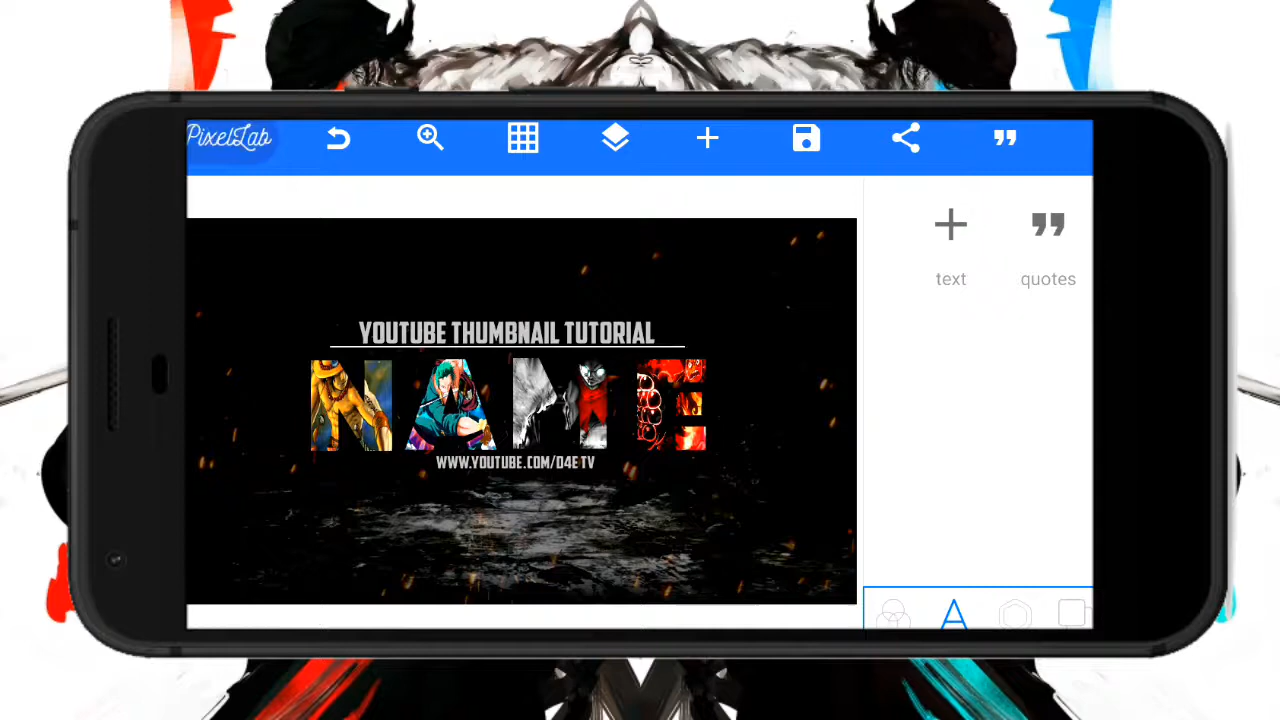 PixelLab
text quotes
YOUTUBE THUMBNAIL TUTORIAL
NAME
WWW.YOUTUBE.COM/D4E TV